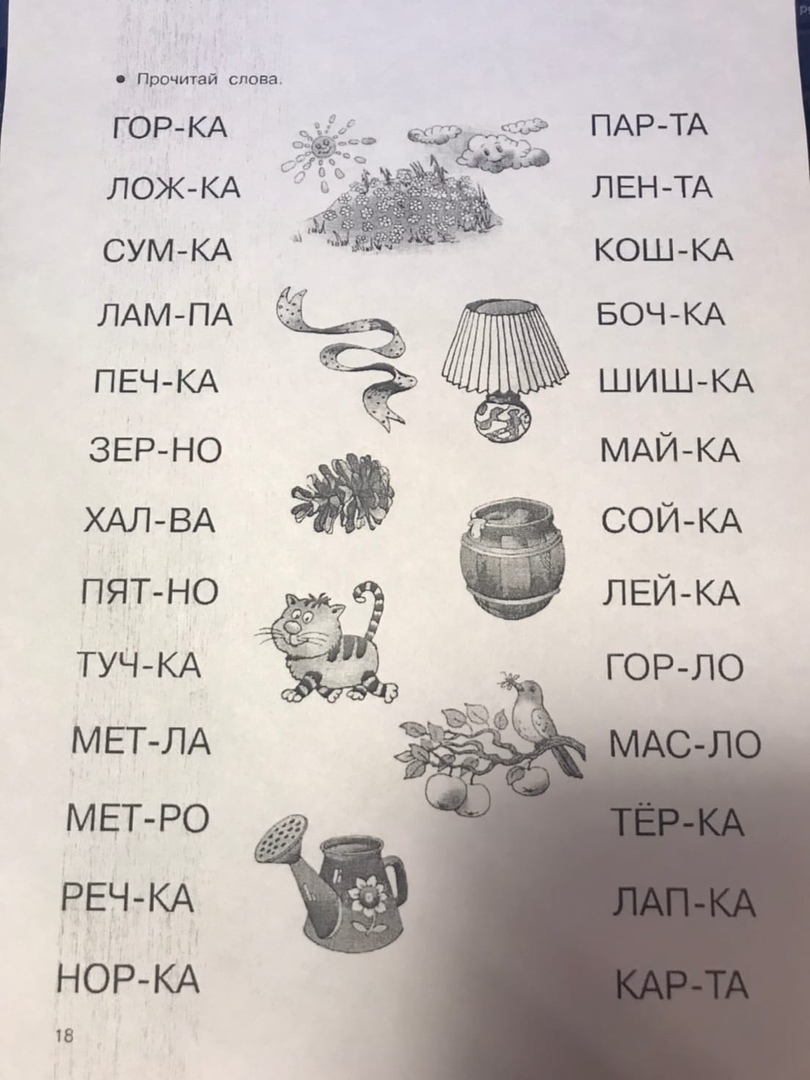 • Прочитай слова.
ГОР-КА
ЛОЖ-КА
СУМ-КА
ЛАМ-ПА
ПЕЧ-КА
ЗЕР-НО
ХАЛ-ВА
ПЯТ-НО
ТУЧ-КА
МЕТ-ЛА
МЕТ-РО
РЕЧ-КА
НОР-КА
ПАР-ТА
ЛЕН-ТА
КОШ-КА
БОЧ-КА
ШИШ-КА
МАЙ-КА
СОЙ-КА
ЛЕЙ-КА
ГОР-ЛО
МАС-ЛО
ТЁР-КА
ЛАП-КА
КАР-ТА
18